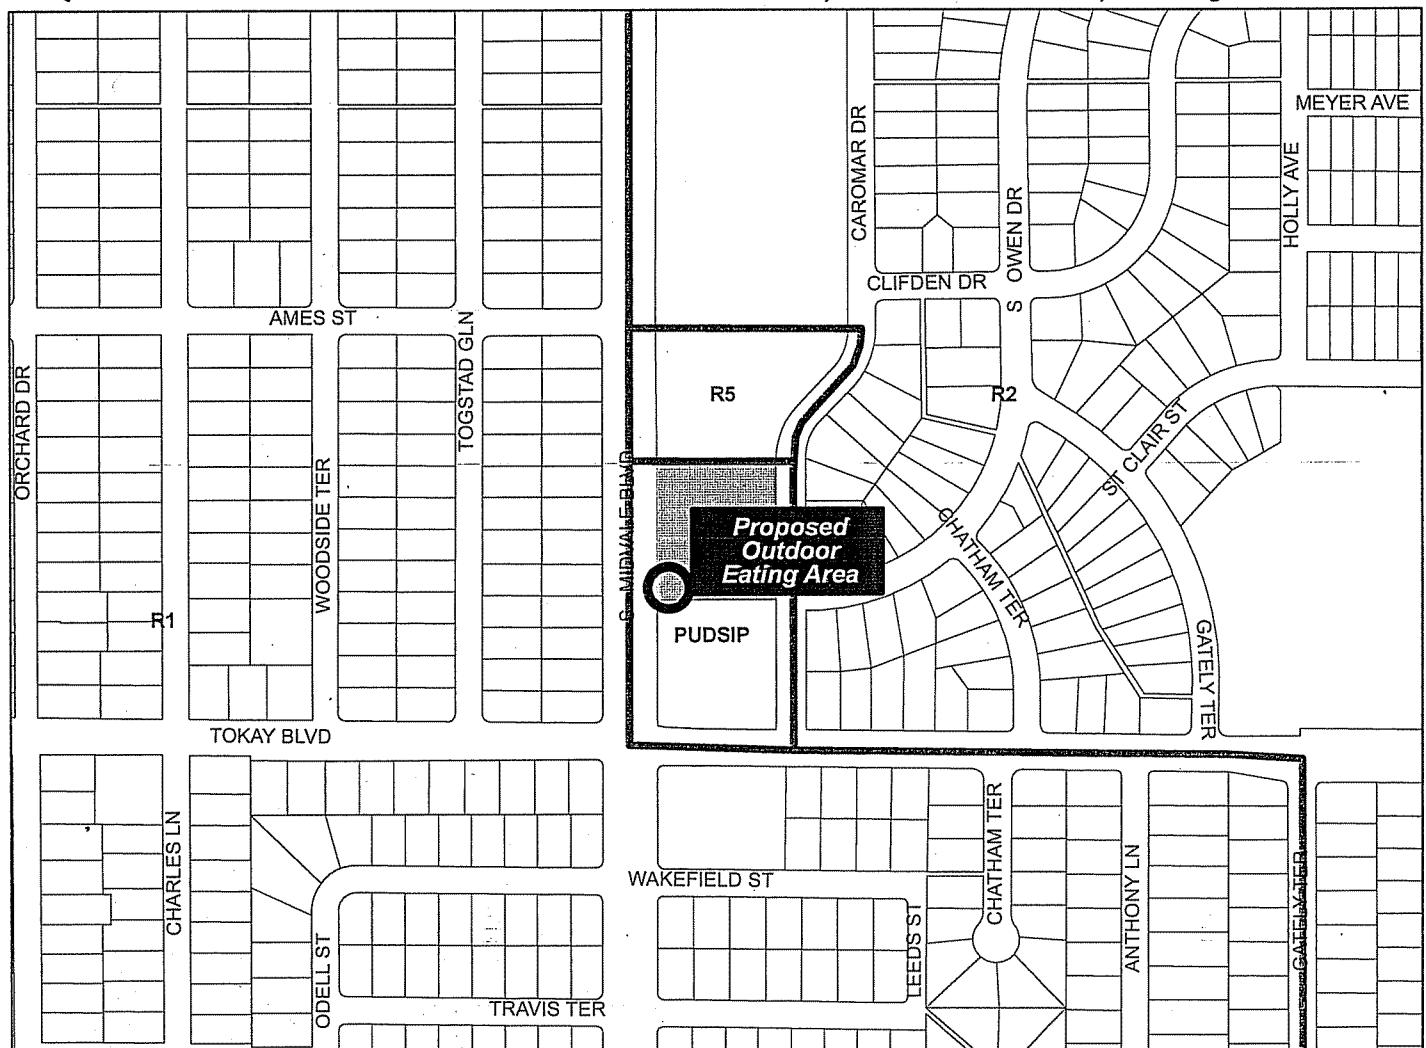 MEYER AVE
CAROMAR DR
S OWEN DR
HOLLY AVE
CLIFDEN DR
AMES ST
TOGSTAD GLN
ORCHARD DR
R5
R2
ST CLAIR ST
WOODSIDE TER
S MIDVALE BLVD
Proposed
Outdoor
Eating Area
CHATHAM TER
R1
PUDSIP
GATELY TER
TOKAY BLVD
CHARLES LN
CHATHAM TER
ANTHONY LN
GATELY TER
WAKEFIELD ST
LEEDS ST
ODELL ST
TRAVIS TER